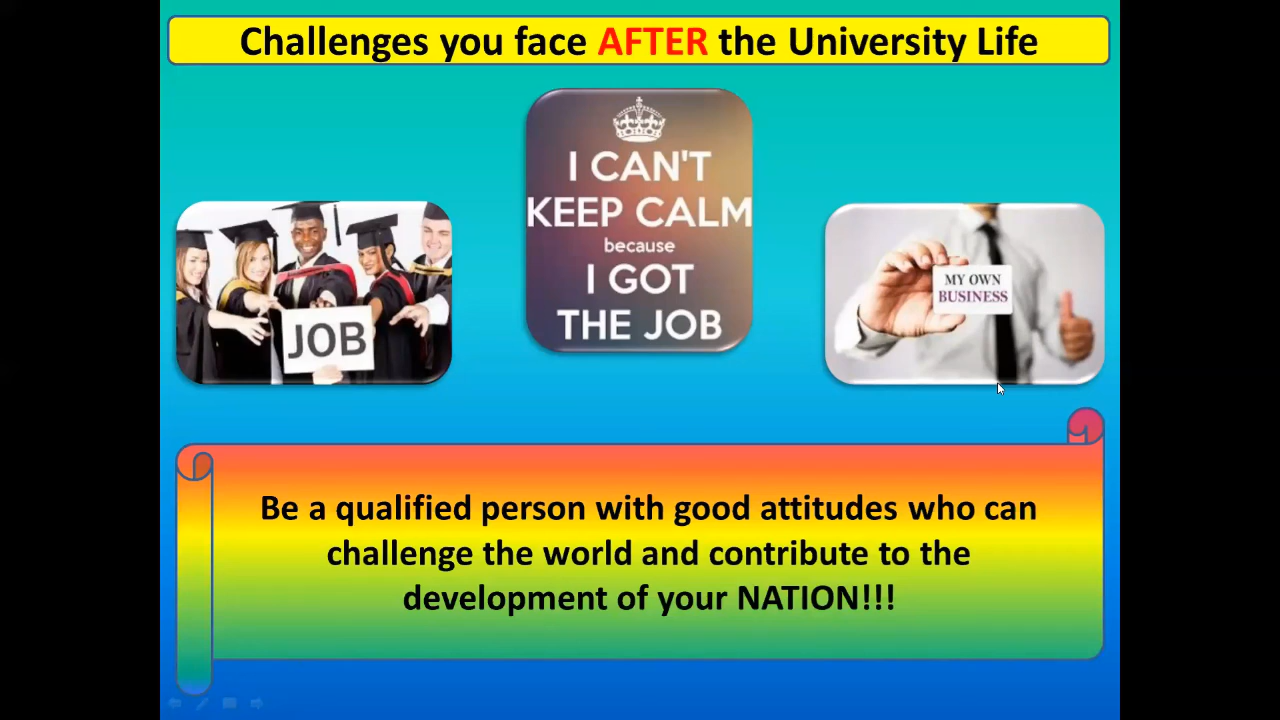 Challenges you face AFTER the University Life
I CAN'T
KEEP CALM
because
I GOT
THE JOB
JOB
MY OWN
BUSINESS
Be a qualified person with good attitudes who can
challenge the world and contribute to the
development of your NATION!!!